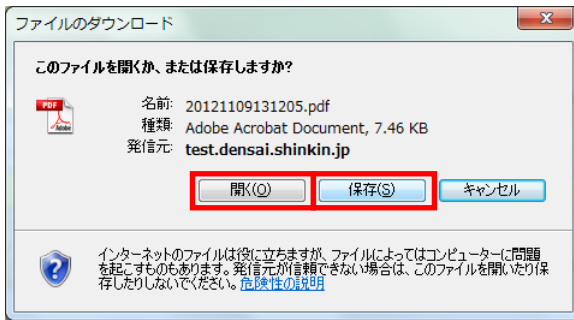 ファイルのダウンロード
このファイルを開くか、または保存しますか?
PDF
Adobe
名前: 20121109131205.pdf
種類: Adobe Acrobat Document, 7.46 KB
発信元: test.densai.shinkin.jp
開く(O) 保存(S) キャンセル
インターネットのファイルは役に立ちますが、ファイルによってはコンピューターに問題
を起こすものもあります。発信元が信頼できない場合は、このファイルを開いたり保
存したりしないでください。危険性の説明